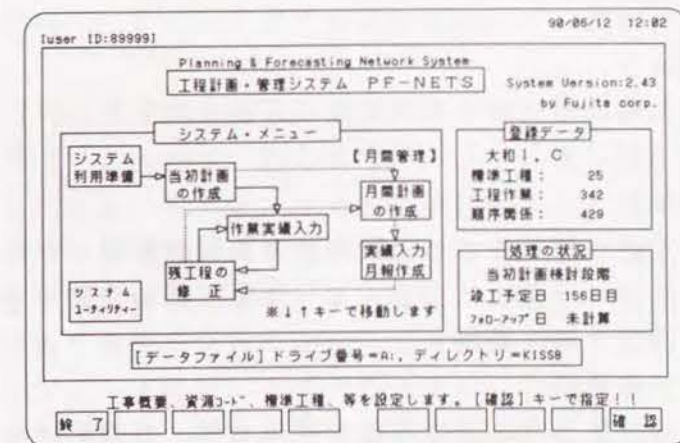 90/06/12 12:02
[user ID:89999]
Planning & Forecasting Network System
工程計画・管理システム PF-NETS
System Version:2.43
by Fujita corp.
システム・メニュー
システム
利用準備
当初計画
の作成
【月間管理】
月間計画
の作成
作業実績入力
残工程の
修 正
実績入力
月報作成
システム
ユーティリティー
※↓↑キーで移動します
登録データ
大和I.C
標準工種: 25
工程作業: 342
順序関係: 429
処理の状況
当初計画検討段階
竣工予定日 156日目
フォローアップ日 未計算
[データファイル]ドライブ番号=A:, ディレクトリ=KISSB
工事概要、資源コード、標準工種、等を設定します。【確認】キーで指定!!
終 了
確 認